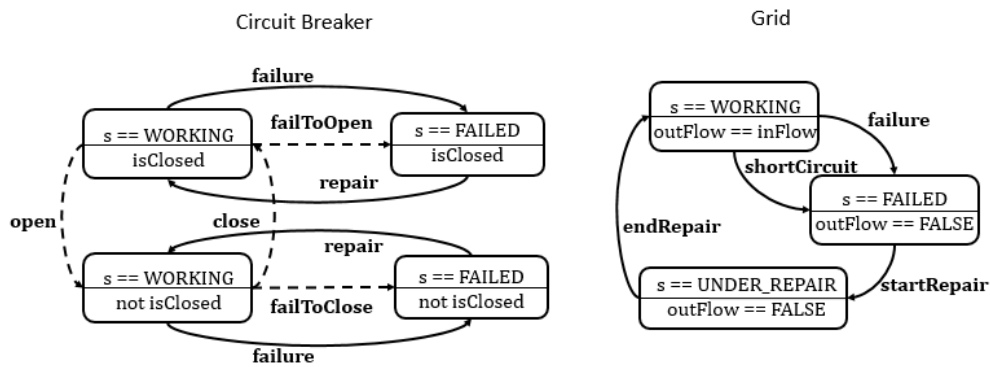 Circuit Breaker
failure
s == WORKING
isClosed
failToOpen
s == FAILED
isClosed
repair
open
close
repair
s == WORKING
not isClosed
failToClose
s == FAILED
not isClosed
failure
Grid
s == WORKING
outFlow == inFlow
failure
shortCircuit
s == FAILED
outFlow == FALSE
endRepair
s == UNDER_REPAIR
outFlow == FALSE
startRepair